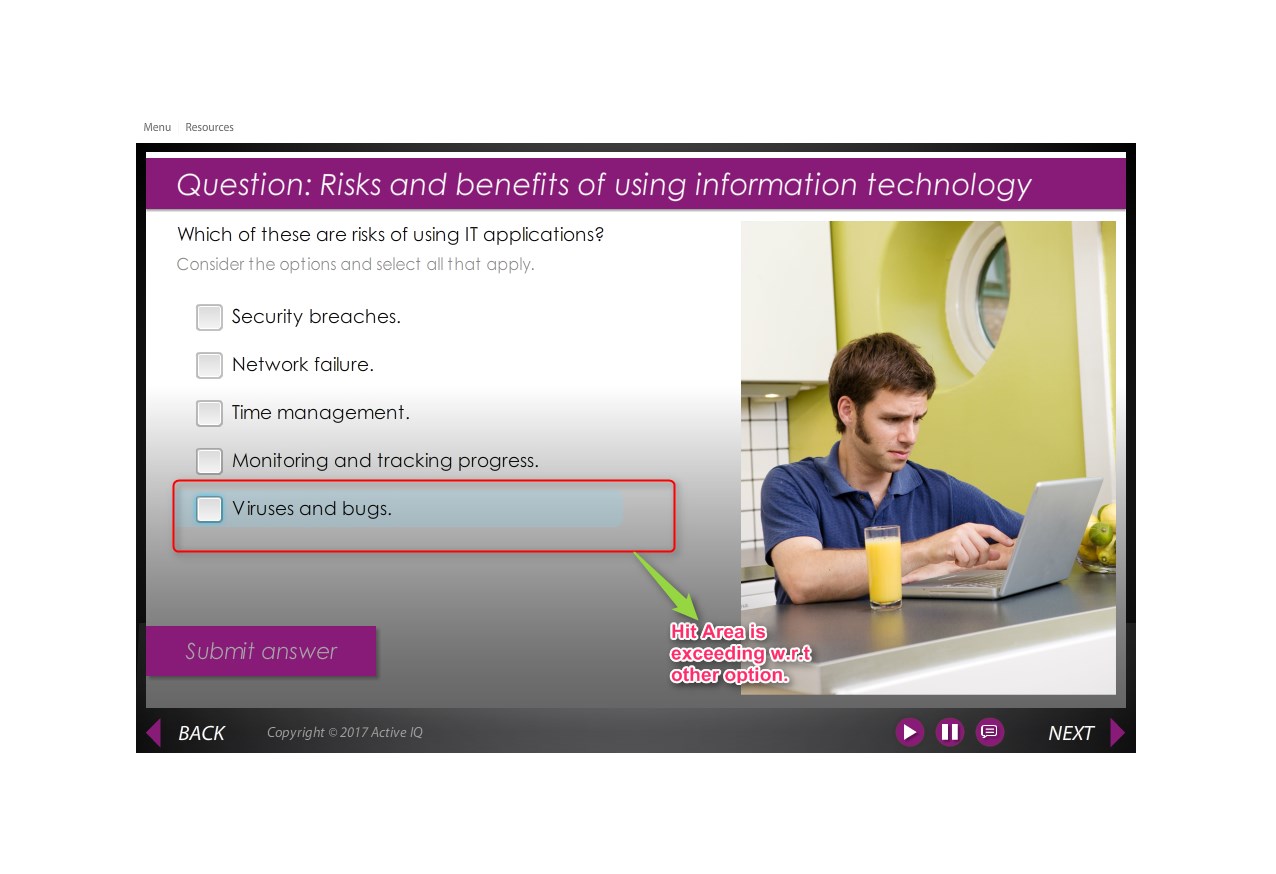 Menu Resources
Question: Risks and benefits of using information technology
Which of these are risks of using IT applications?
Consider the options and select all that apply.
Security breaches.
Network failure.
Time management.
Monitoring and tracking progress.
Viruses and bugs.
Hit Area is
exceeding w.r.t
other option.
Submit answer
BACK Copyright © 2017 Active IQ NEXT